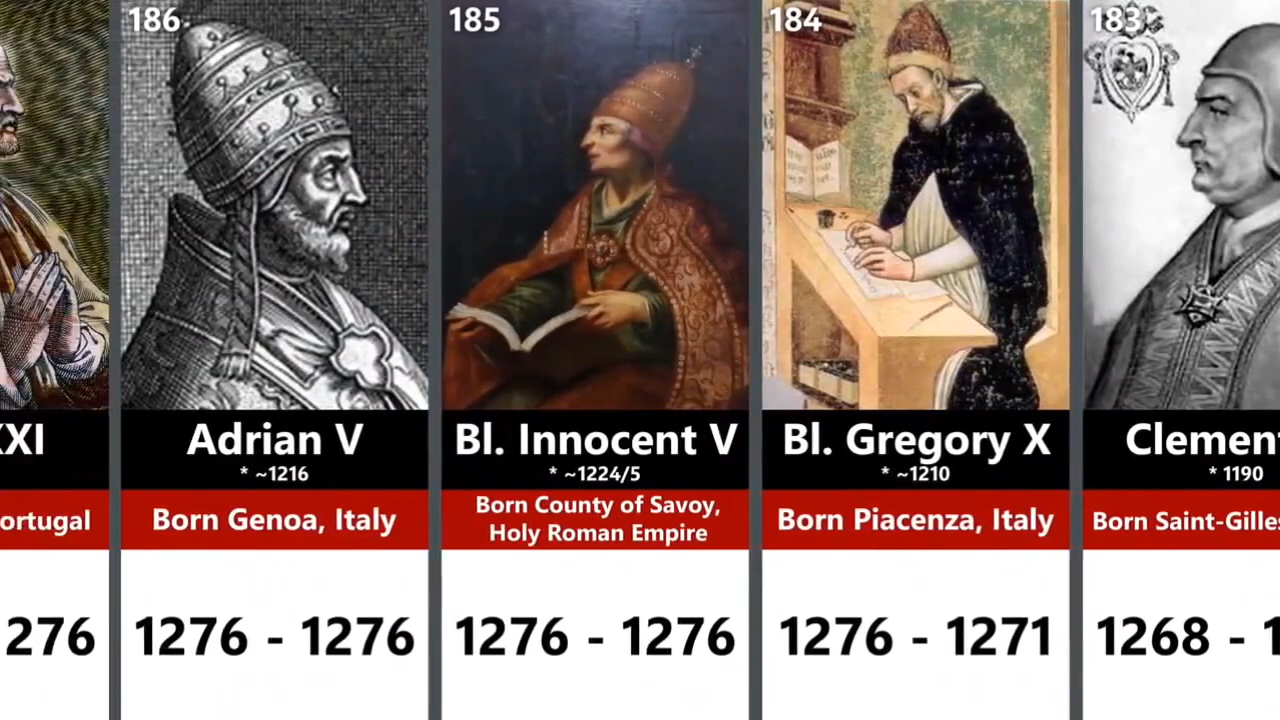 186
185
184
183
XXI
Adrian V
Bl. Innocent V
Bl. Gregory X
Clement
* ~1216
* ~1224/5
* ~1210
* 1190
ortugal
Born Genoa, Italy
Born County of Savoy,
Holy Roman Empire
Born Piacenza, Italy
Born Saint-Gilles
276
1276 - 1276
1276 - 1276
1276 - 1271
1268 - 1